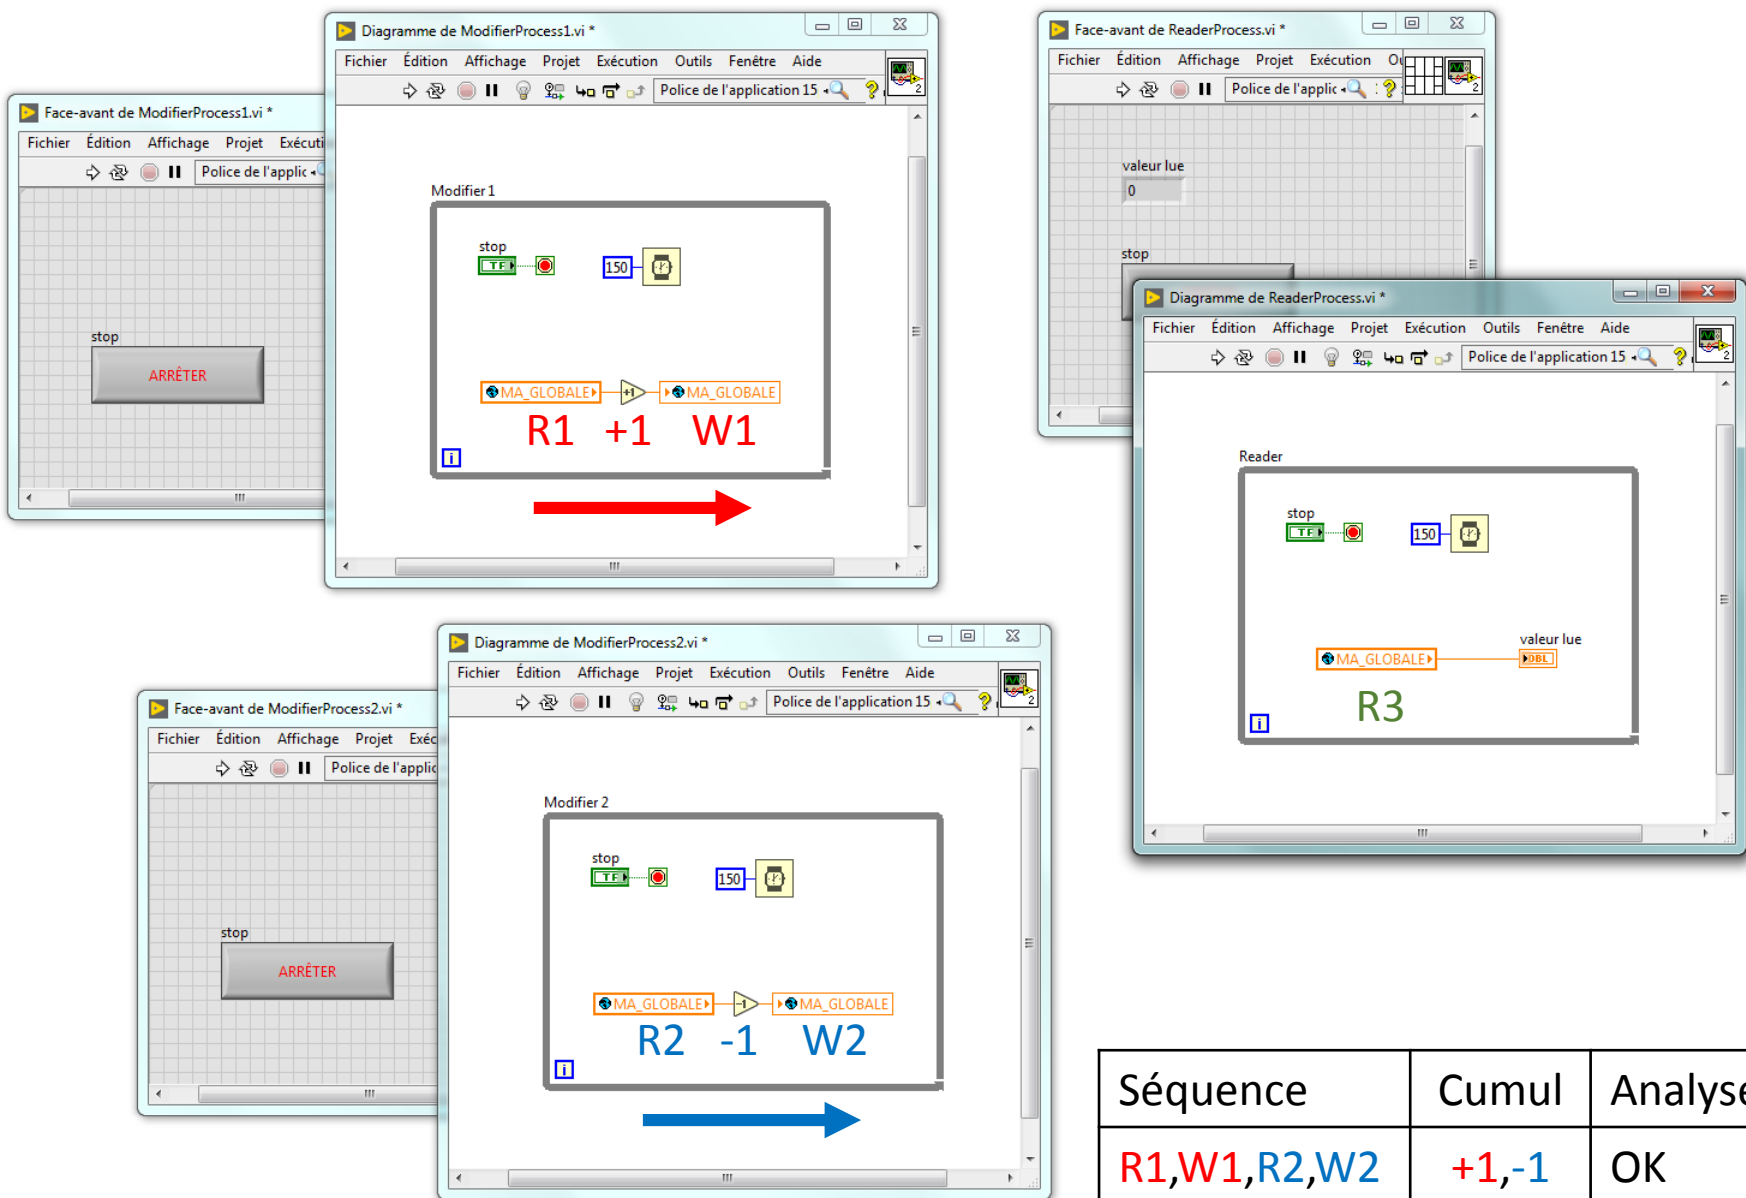 Diagramme de ModifierProcess1.vi *
Fichier Édition Affichage Projet Exécution Outils Fenêtre Aide
Police de l'application 15
2
Modifier 1
stop
TF
150
MA_GLOBALE +1 MA_GLOBALE
R1 +1 W1
i
Face-avant de ModifierProcess1.vi *
Fichier Édition Affichage Projet Exécuti
Police de l'applic
stop
ARRÊTER
Face-avant de ReaderProcess.vi *
Fichier Édition Affichage Projet Exécution
Police de l'applic
2
valeur lue
0
stop
Diagramme de ReaderProcess.vi *
Fichier Édition Affichage Projet Exécution Outils Fenêtre Aide
Police de l'application 15
2
Reader
stop
TF
150
valeur lue
MA_GLOBALE DBL
R3
i
Diagramme de ModifierProcess2.vi *
Fichier Édition Affichage Projet Exécution Outils Fenêtre Aide
Police de l'application 15
2
Modifier 2
stop
TF
150
MA_GLOBALE -1 MA_GLOBALE
R2 -1 W2
i
Face-avant de ModifierProcess2.vi *
Fichier Édition Affichage Projet Exéc
Police de l'applic
stop
ARRÊTER
Séquence Cumul Analyse
R1,W1,R2,W2 +1,-1 OK